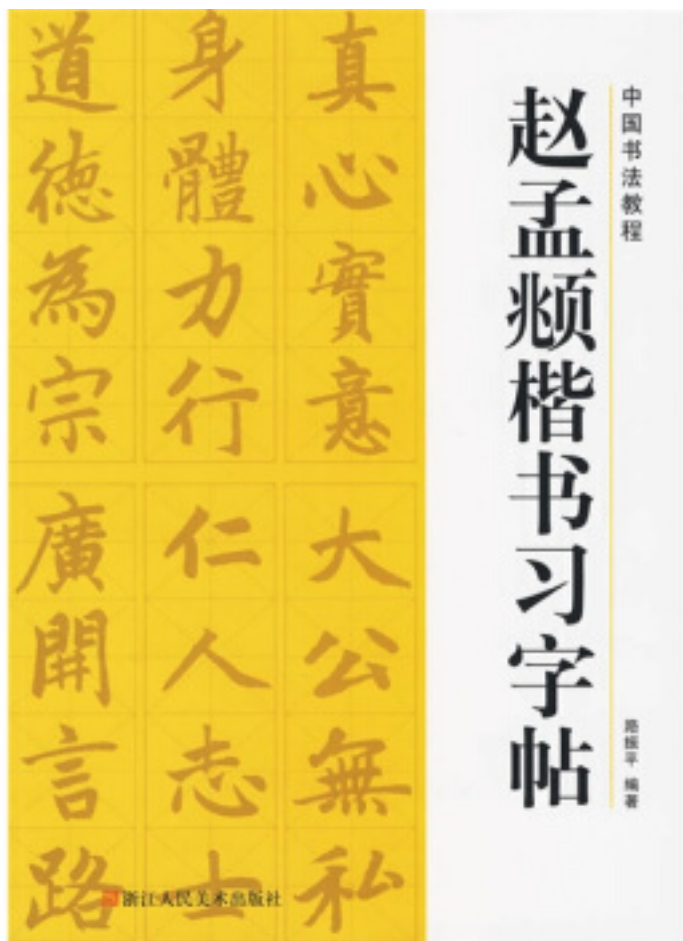 中国书法教程
赵孟頫楷书习字帖
路振平 编著
真心實意大公無私
身體力行仁人志士
道德為宗廣開言路
浙江人民美术出版社